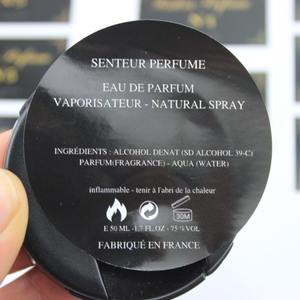 SENTEUR PERFUME
EAU DE PARFUM
VAPORISATEUR - NATURAL SPRAY
INGRÉDIENTS : ALCOHOL DENAT (SD ALCOHOL 39-C)
PARFUM(FRAGRANCE) - AQUA (WATER)
inflammable - tenir à l'abri de la chaleur
30M
E 50 ML -1.7 FL.OZ - 75 % VOL
FABRIQUÉ EN FRANCE